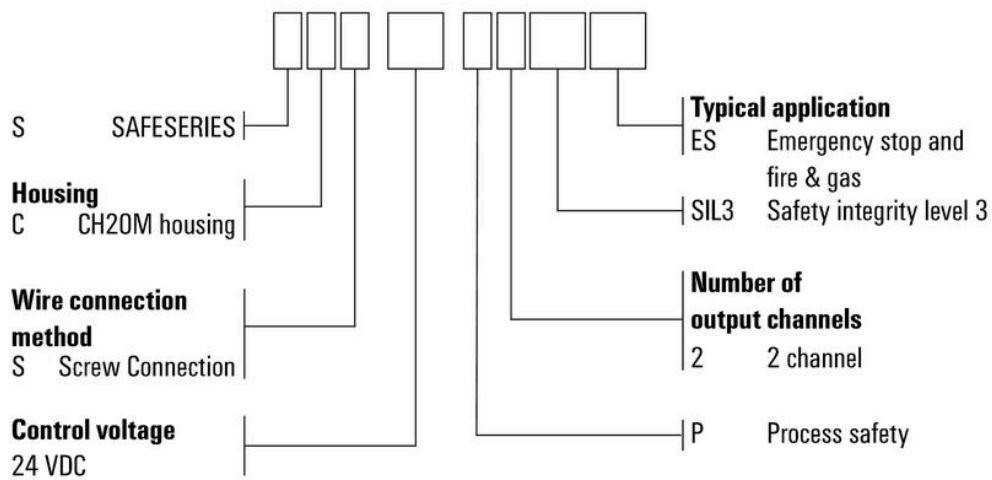 S SAFESERIES
Housing
C CH20M housing
Wire connection
method
S Screw Connection
Control voltage
24 VDC
Typical application
ES Emergency stop and
fire & gas
SIL3 Safety integrity level 3
Number of
output channels
2 2 channel
P Process safety